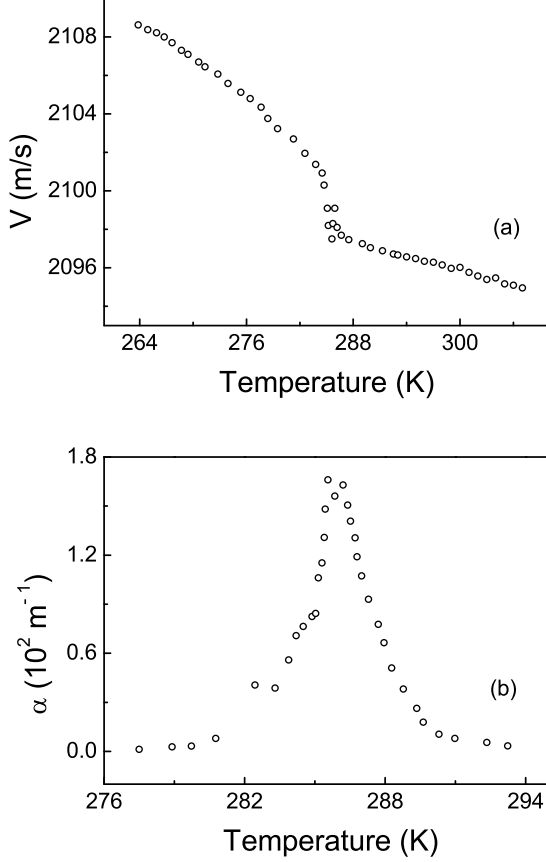 2108
2104
2100
2096
V (m/s)
(a)
264 276 288 300
Temperature (K)
1.8
1.2
0.6
0.0
α (10² m⁻¹)
(b)
276 282 288 294
Temperature (K)